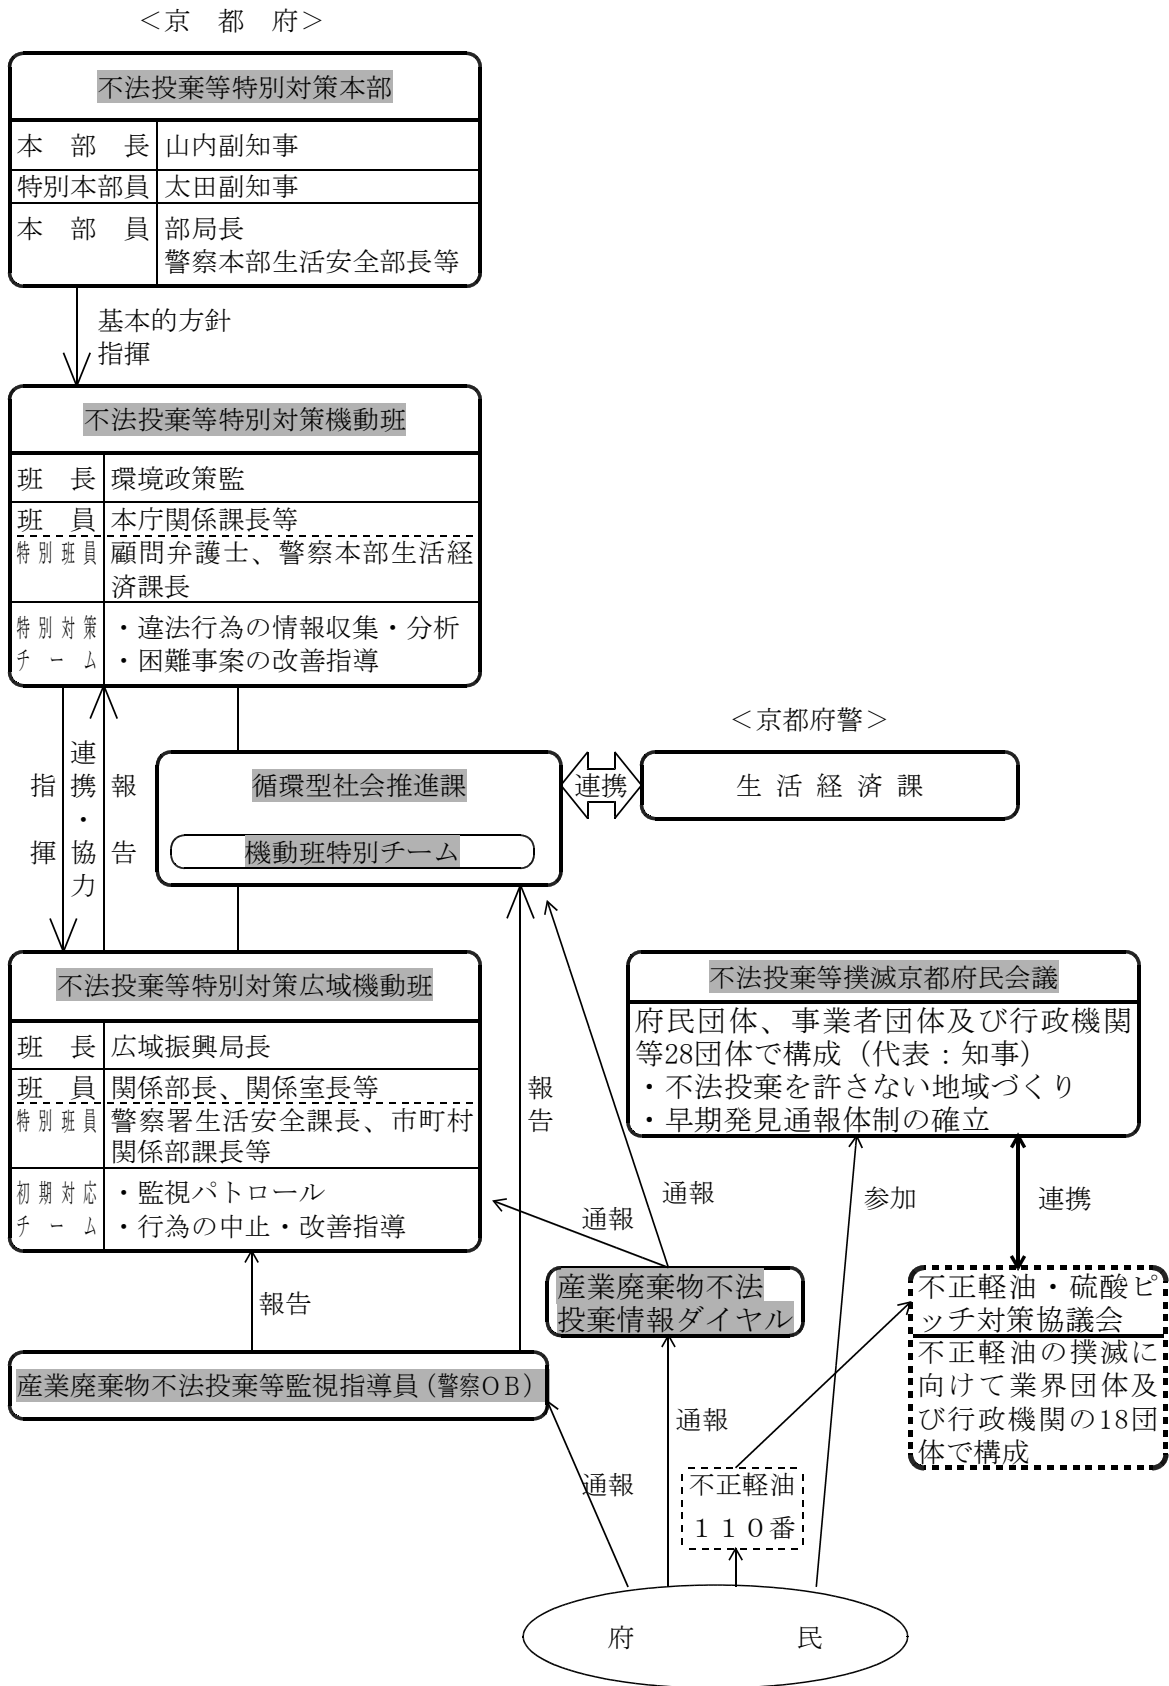 ＜京　都　府＞
不法投棄等特別対策本部
本　部　長 山内副知事
特別本部員 太田副知事
本　部　員 部局長
警察本部生活安全部長等
基本的方針
指揮
不法投棄等特別対策機動班
班　長 環境政策監
班　員 本庁関係課長等
特別班員 顧問弁護士、警察本部生活経
済課長
特別対策 ・違法行為の情報収集・分析
チーム ・困難事案の改善指導
指揮
連携・協力
報告
循環型社会推進課
機動班特別チーム
連携
＜京都府警＞
生活経済課
不法投棄等特別対策広域機動班
班　長 広域振興局長
班　員 関係部長、関係室長等
特別班員 警察署生活安全課長、市町村
関係部課長等
初期対応 ・監視パトロール
チーム ・行為の中止・改善指導
報告
不法投棄等撲滅京都府民会議
府民団体、事業者団体及び行政機関
等28団体で構成（代表：知事）
・不法投棄を許さない地域づくり
・早期発見通報体制の確立
通報
通報
参加
連携
報告
産業廃棄物不法
投棄情報ダイヤル
不正軽油・硫酸ピ
ッチ対策協議会
不正軽油の撲滅に
向けて業界団体及
び行政機関の18団
体で構成
産業廃棄物不法投棄等監視指導員（警察ＯＢ）
通報
通報
不正軽油
１１０番
府　民